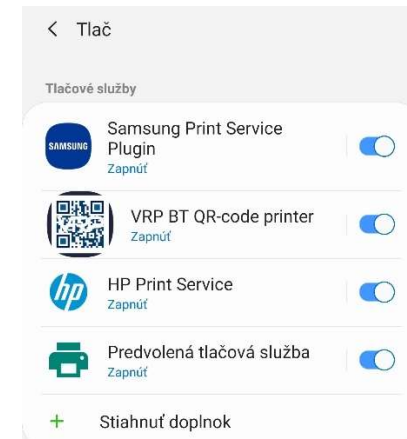 Tlač
Tlačové služby
SAMSUNG
Samsung Print Service
Plugin
Zapnúť
VRP BT QR-code printer
Zapnúť
hp
HP Print Service
Zapnúť
Predvolená tlačová služba
Zapnúť
+ Stiahnuť doplnok